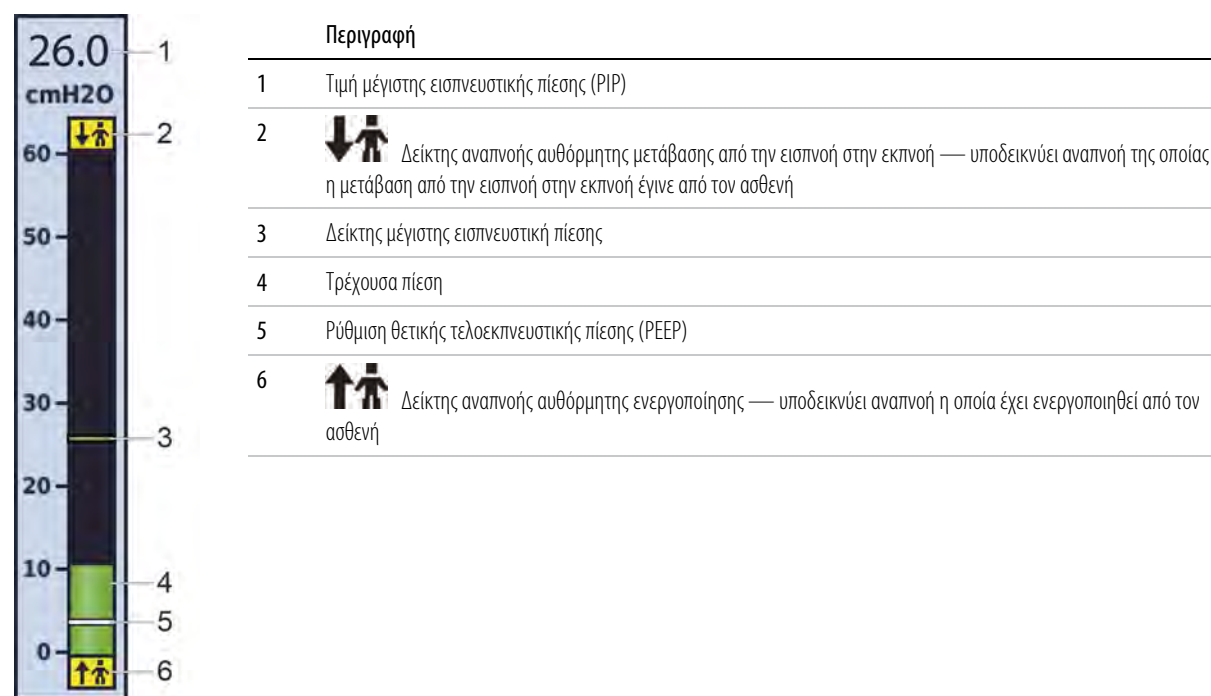 26.0
cmH2O
60
50
40
30
20
10
0
1
2
3
4
5
6
Περιγραφή
1 Τιμή μέγιστης εισπνευστικής πίεσης (PIP)
2 Δείκτης αναπνοής αυθόρμητης μετάβασης από την εισπνοή στην εκπνοή — υποδεικνύει αναπνοή της οποίας
η μετάβαση από την εισπνοή στην εκπνοή έγινε από τον ασθενή
3 Δείκτης μέγιστης εισπνευστική πίεσης
4 Τρέχουσα πίεση
5 Ρύθμιση θετικής τελοεκπνευστικής πίεσης (PEEP)
6 Δείκτης αναπνοής αυθόρμητης ενεργοποίησης — υποδεικνύει αναπνοή η οποία έχει ενεργοποιηθεί από τον
ασθενή